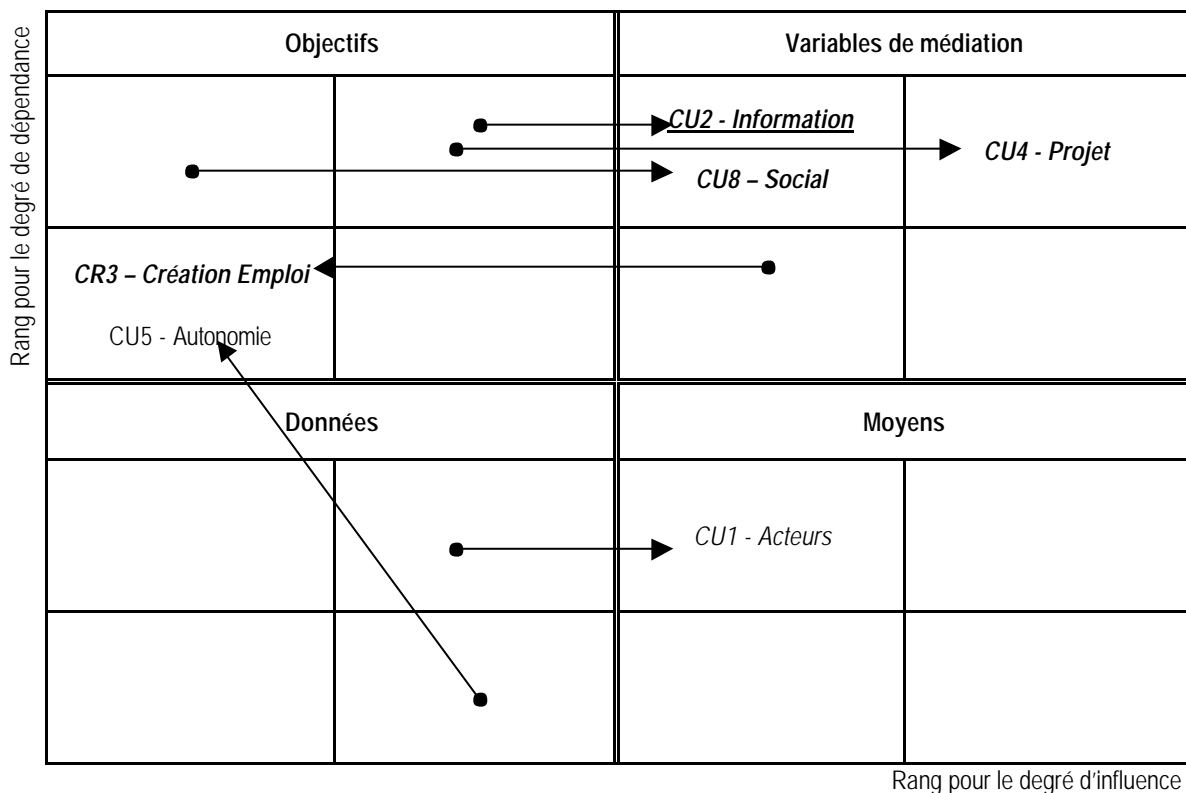 Rang pour le degré de dépendance
Objectifs
Variables de médiation
CU2 - Information
CU4 - Projet
CU8 – Social
CR3 – Création Emploi
CU5 - Autonomie
Données
Moyens
CU1 - Acteurs
Rang pour le degré d’influence